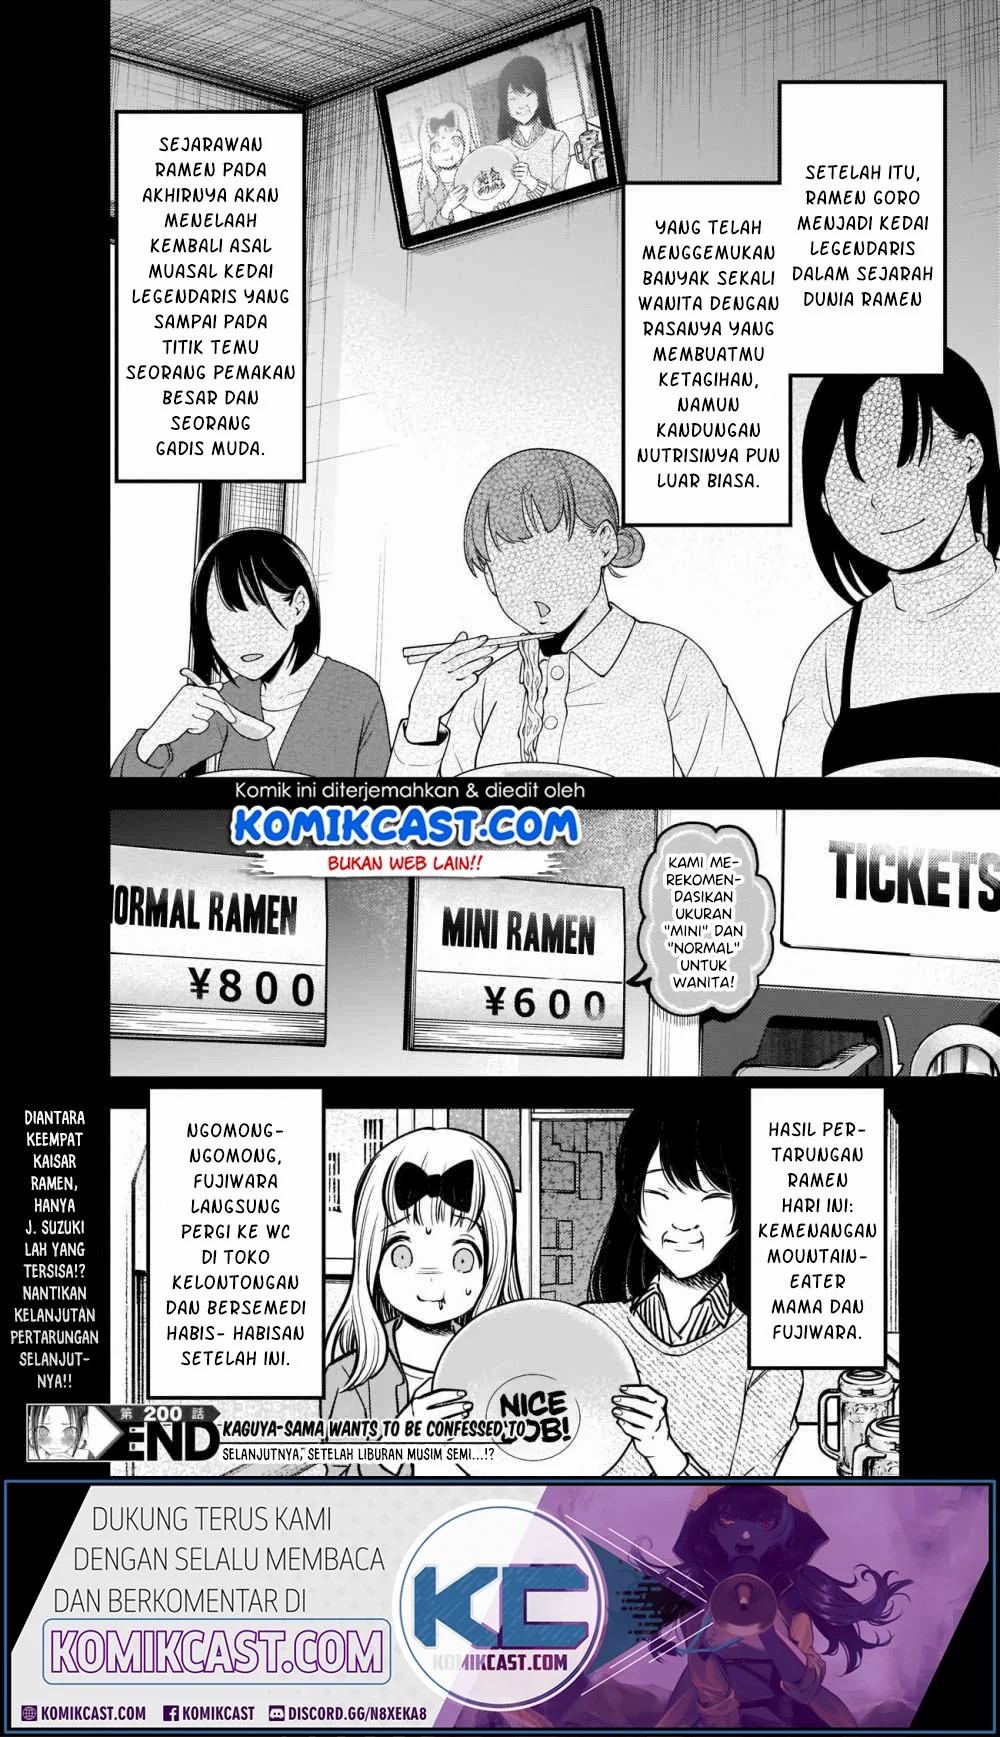 SETELAH ITU,
RAMEN GORO
MENJADI KEDAI
LEGENDARIS
DALAM SEJARAH
DUNIA RAMEN
YANG TELAH
MENGGEMUKAN
BANYAK SEKALI
WANITA DENGAN
RASANYA YANG
MEMBUATMU
KETAGIHAN,
NAMUN
KANDUNGAN
NUTRISINYA PUN
LUAR BIASA.
SEJARAWAN
RAMEN PADA
AKHIRNYA AKAN
MENELAAH
KEMBALI ASAL
MUASAL KEDAI
LEGENDARIS YANG
SAMPAI PADA
TITIK TEMU
SEORANG PEMAKAN
BESAR DAN
SEORANG
GADIS MUDA.
Komik ini diterjemahkan & diedit oleh
KOMIKCAST.COM
BUKAN WEB LAIN!!
TICKETS
KAMI ME-
REKOMEN-
DASIKAN
UKURAN
"MINI" DAN
"NORMAL"
UNTUK
WANITA!
MINI RAMEN
¥600
NORMAL RAMEN
¥800
HASIL PER-
TARUNGAN
RAMEN
HARI INI:
KEMENANGAN
MOUNTAIN-
EATER
MAMA DAN
FUJIWARA.
NGOMONG-
NGOMONG,
FUJIWARA
LANGSUNG
PERGI KE WC
DI TOKO
KELONTONGAN
DAN BERSEMEDI
HABIS- HABISAN
SETELAH INI.
NICE
JOB!
DIANTARA
KEEMPAT
KAISAR
RAMEN,
HANYA
J. SUZUKI
LAH YANG
TERSISA!?
NANTIKAN
KELANJUTAN
PERTARUNGAN
SELANJUT-
NYA!!
第200話
END
KAGUYA-SAMA WANTS TO BE CONFESSED TO
SELANJUTNYA, SETELAH LIBURAN MUSIM SEMI...!?
DUKUNG TERUS KAMI
DENGAN SELALU MEMBACA
DAN BERKOMENTAR DI
KOMIKCAST.COM
KC
KOMIKCAST.COM
KOMIKCAST.COM
KOMIKCAST
DISCORD.GG/N8XEKA8